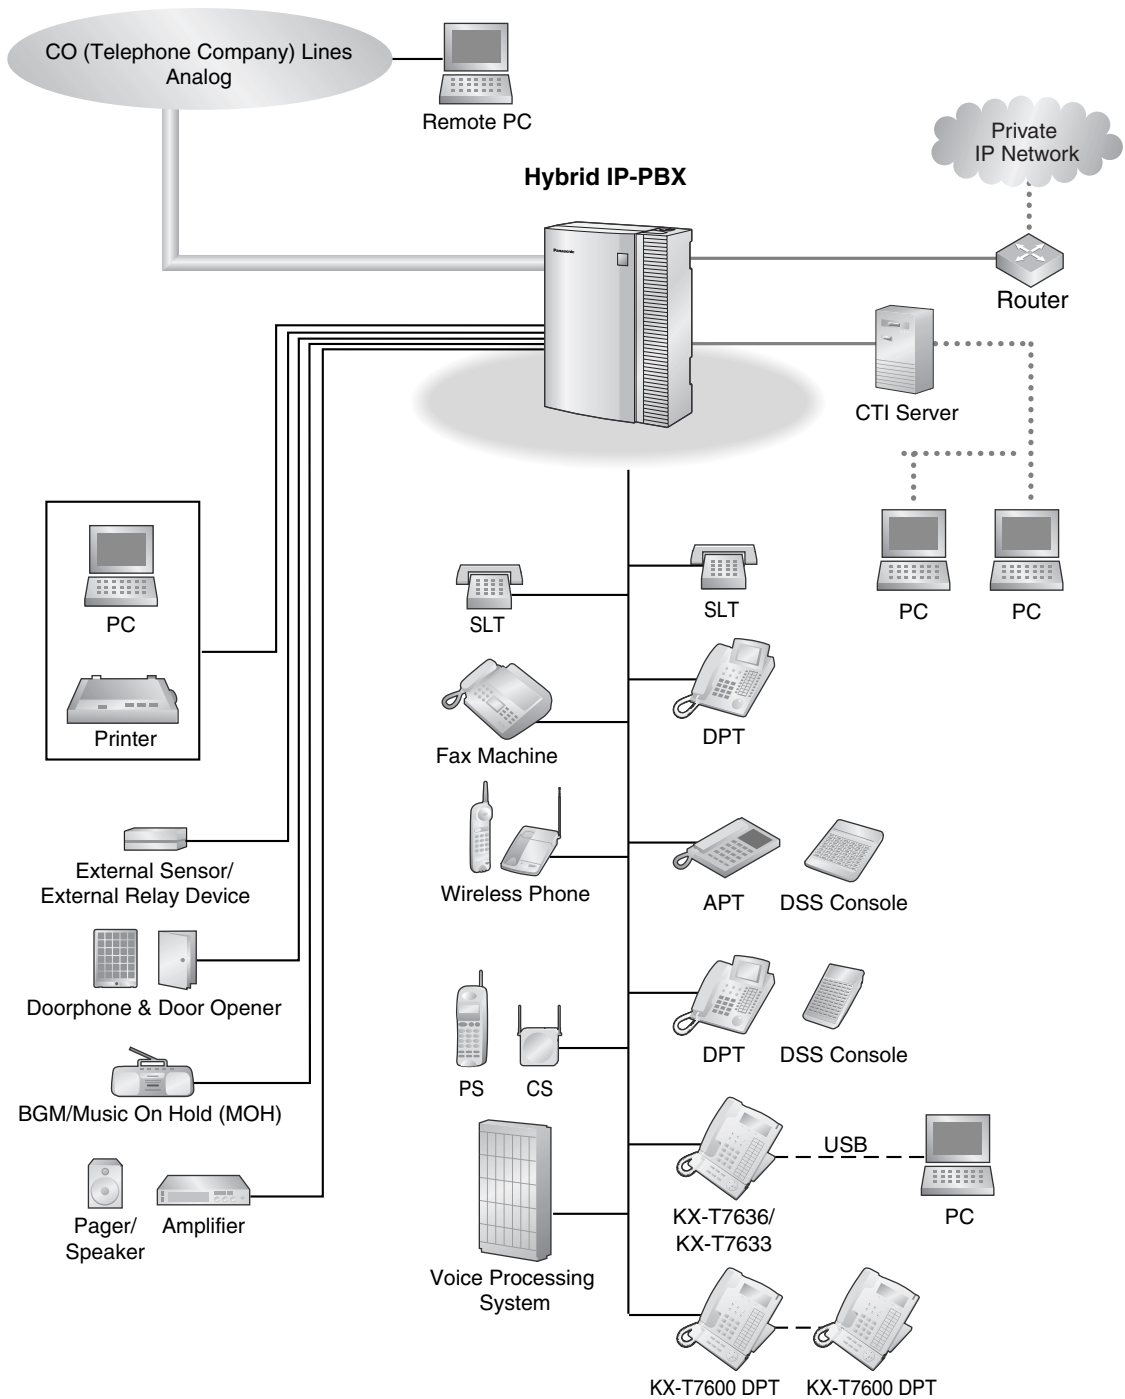 CO (Telephone Company) Lines
Analog
Remote PC
Private
IP Network
Hybrid IP-PBX
Panasonic
Router
CTI Server
PC
PC
PC
Printer
SLT
SLT
Fax Machine
DPT
Wireless Phone
APT
DSS Console
External Sensor/
External Relay Device
Doorphone & Door Opener
PS
CS
DPT
DSS Console
BGM/Music On Hold (MOH)
USB
Pager/
Speaker
Amplifier
KX-T7636/
KX-T7633
PC
Voice Processing
System
KX-T7600 DPT
KX-T7600 DPT